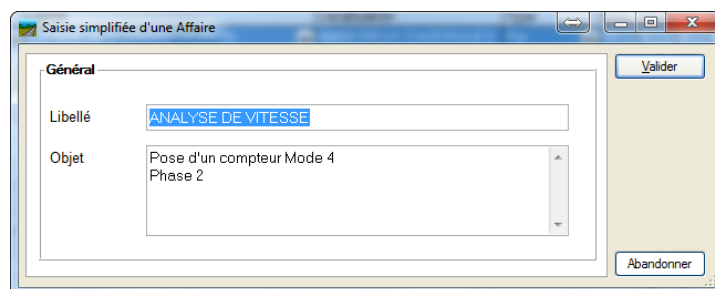 Saisie simplifiée d'une Affaire
Général
Valider
Libellé
ANALYSE DE VITESSE
Objet
Pose d'un compteur Mode 4
Phase 2
Abandonner